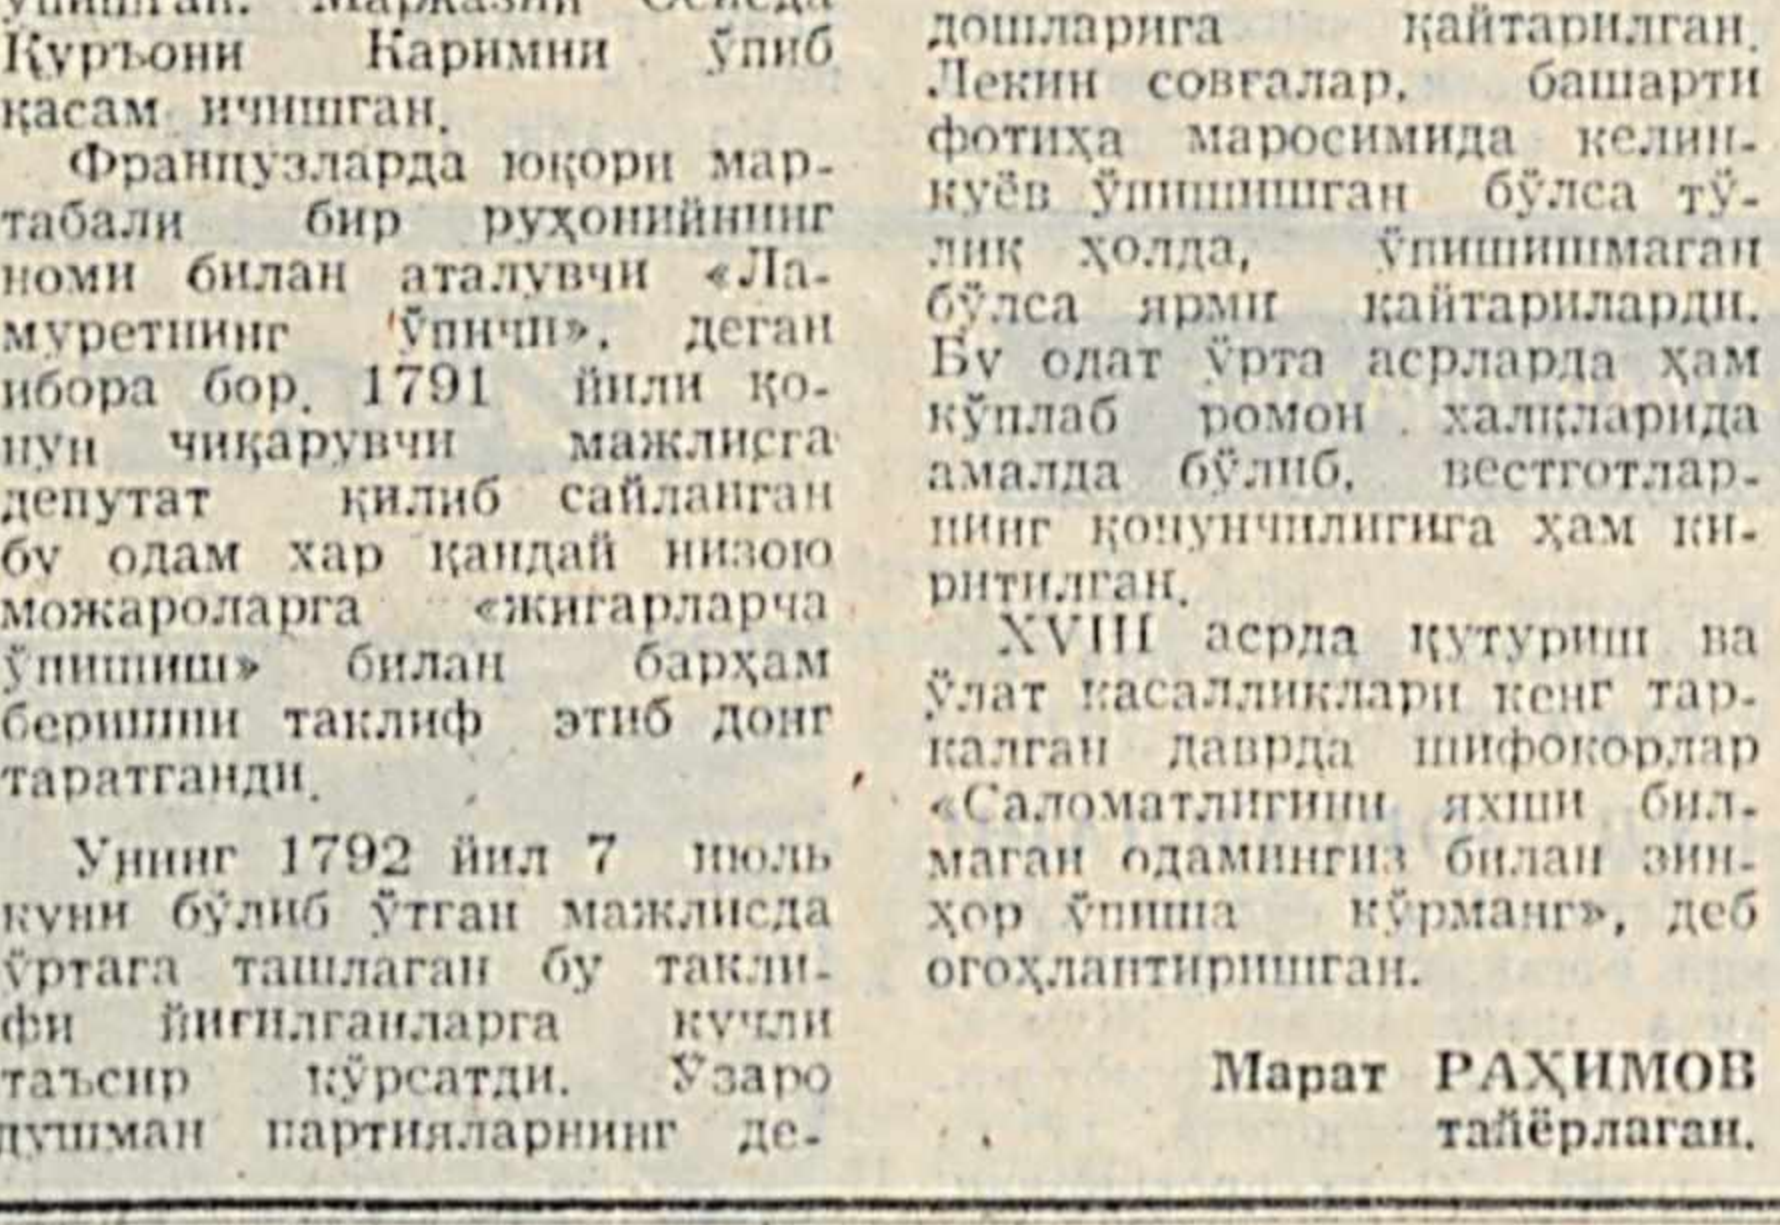 Марказий Осиёда
Қуръони Каримни ўпиб
қасам ичишган.
Французларда юқори мар-
табали бир руҳонийнинг
номи билан аталувчи «Ла-
муретнинг ўпичи», деган
ибора бор. 1791 йили қо-
нун чиқарувчи мажлисга
депутат қилиб сайланган
бу одам хар қандай низою
можароларга «жигарларча
ўпишиш» билан барҳам
беришни таклиф этиб донг
таратганди.
Унинг 1792 йил 7 июль
куни бўлиб ўтган мажлисда
ўртага ташлаган бу такли-
фи йиғилганларга кучли
таъсир кўрсатди. Ўзаро
душман партияларнинг де-
дошларига қайтарилган.
Лекин совғалар, башарти
фотиҳа маросимида келин-
куёв ўпишишган бўлса тў-
лиқ ҳолда, ўпишишмаган
бўлса ярми қайтариларди.
Бу одат ўрта асрларда ҳам
кўплаб ромон халқларида
амалда бўлиб, вестготлар-
нинг қонунчилигига ҳам ки-
ритилган.
XVIII асрда қутуриш ва
ўлат касалликлари кенг тар-
қалган даврда шифокорлар
«Саломатлигини яхши бил-
маган одамингиз билан зин-
ҳор ўпиша кўрманг», деб
огоҳлантиришган.
Марат РАҲИМОВ
тайёрлаган.